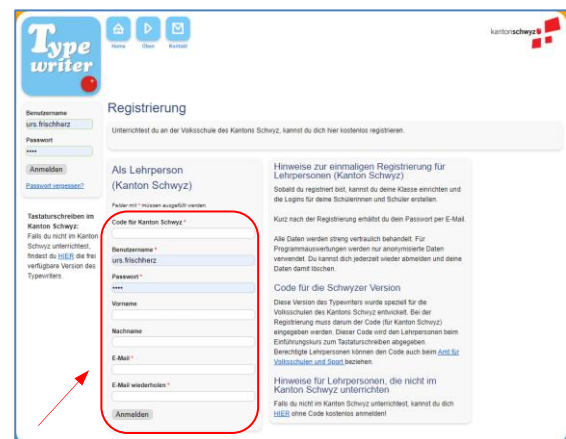 Type
writer
Home Üben Kontakt
kantonschwyz
Benutzername
urs.frischherz
Passwort
••••
Anmelden
Passwort vergessen?
Tastaturschreiben im
Kanton Schwyz:
Falls du nicht im Kanton
Schwyz unterrichtest,
findest du HIER die frei
verfügbare Version des
Typewriters.
Registrierung
Unterrichtest du an der Volksschule des Kantons Schwyz, kannst du dich hier kostenlos registrieren.
Als Lehrperson
(Kanton Schwyz)
Felder mit * müssen ausgefüllt werden.
Code für Kanton Schwyz *
Benutzername *
urs.frischherz
Passwort *
••••
Vorname
Nachname
E-Mail *
E-Mail wiederholen *
Anmelden
Hinweise zur einmaligen Registrierung für
Lehrpersonen (Kanton Schwyz)
Sobald du registriert bist, kannst du deine Klasse einrichten und
die Logins für deine Schülerinnen und Schüler erstellen.
Kurz nach der Registrierung erhältst du dein Passwort per E-Mail.
Alle Daten werden streng vertraulich behandelt. Für
Programmauswertungen werden nur anonymisierte Daten
verwendet. Du kannst dich jederzeit wieder abmelden und deine
Daten damit löschen.
Code für die Schwyzer Version
Diese Version des Typewriters wurde speziell für die
Volksschulen des Kantons Schwyz entwickelt. Bei der
Registrierung muss darum der Code (für Kanton Schwyz)
eingegeben werden. Dieser Code wird den Lehrpersonen beim
Einführungskurs zum Tastaturschreiben abgegeben.
Berechtigte Lehrpersonen können den Code auch beim Amt für
Volksschulen und Sport beziehen.
Hinweise für Lehrpersonen, die nicht im
Kanton Schwyz unterrichten
Falls du nicht im Kanton Schwyz unterrichtest, kannst du dich
HIER ohne Code kostenlos anmelden!